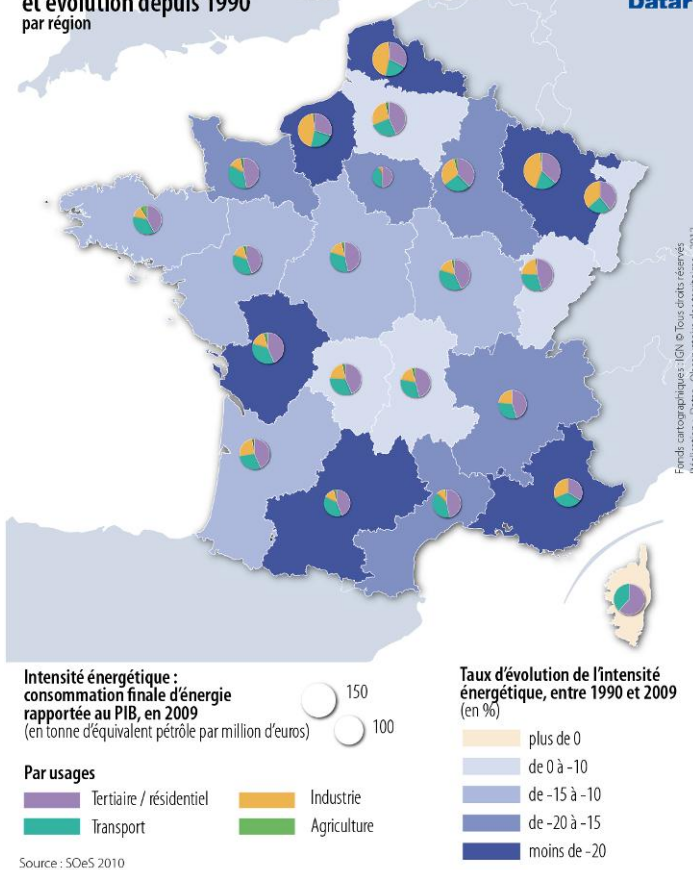 et évolution depuis 1990
par région
Datar
Fonds cartographiques : IGN © Tous droits réservés
Intensité énergétique :
consommation finale d'énergie
rapportée au PIB, en 2009
(en tonne d'équivalent pétrôle par million d'euros)
150
100
Par usages
Tertiaire / résidentiel
Industrie
Transport
Agriculture
Source : SOeS 2010
Taux d'évolution de l'intensité
énergétique, entre 1990 et 2009
(en %)
plus de 0
de 0 à -10
de -15 à -10
de -20 à -15
moins de -20